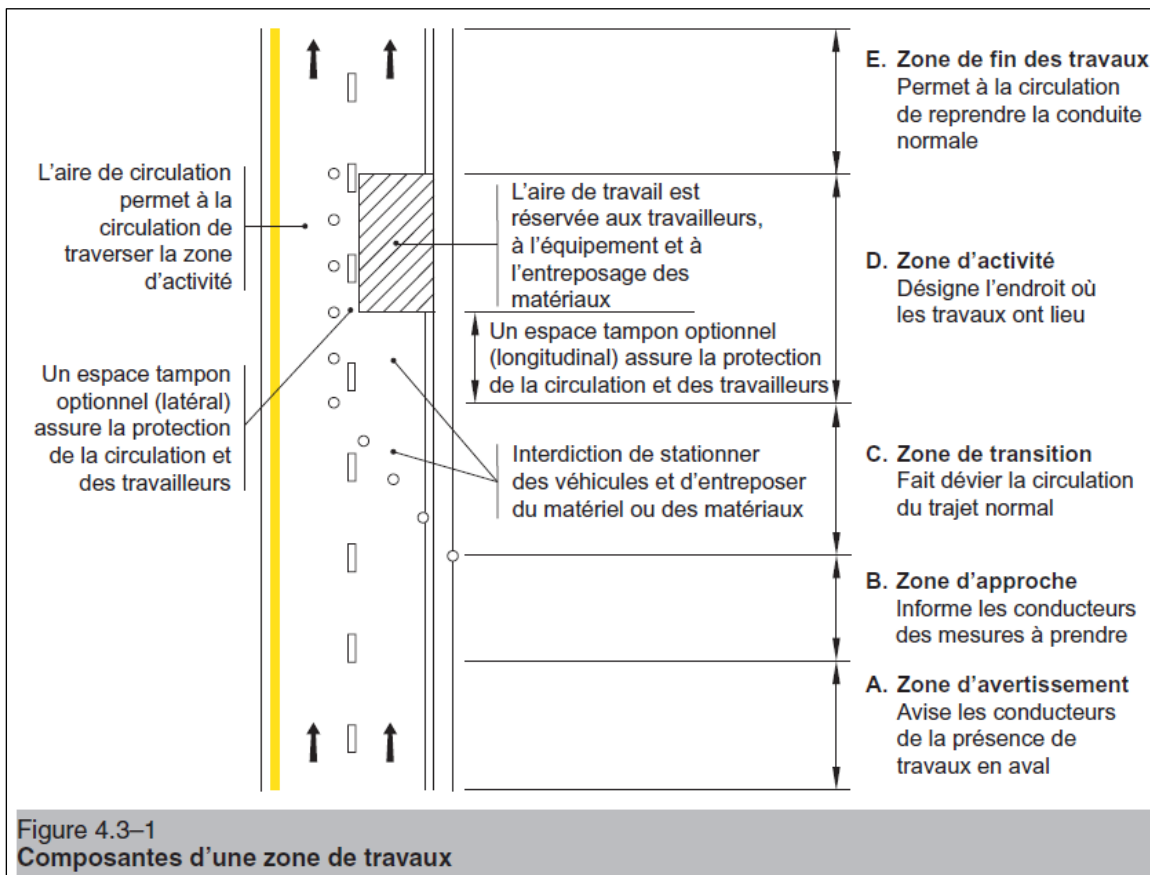 L'aire de circulation
permet à la
circulation de
traverser la zone
d'activité
Un espace tampon
optionnel (latéral)
assure la protection
de la circulation et
des travailleurs
L'aire de travail est
réservée aux travailleurs,
à l'équipement et à
l'entreposage des
matériaux
Un espace tampon optionnel
(longitudinal) assure la protection
de la circulation et des travailleurs
Interdiction de stationner
des véhicules et d'entreposer
du matériel ou des matériaux
E. Zone de fin des travaux
Permet à la circulation
de reprendre la conduite
normale
D. Zone d'activité
Désigne l'endroit où
les travaux ont lieu
C. Zone de transition
Fait dévier la circulation
du trajet normal
B. Zone d'approche
Informe les conducteurs
des mesures à prendre
A. Zone d'avertissement
Avise les conducteurs
de la présence de
travaux en aval
Figure 4.3–1
Composantes d'une zone de travaux